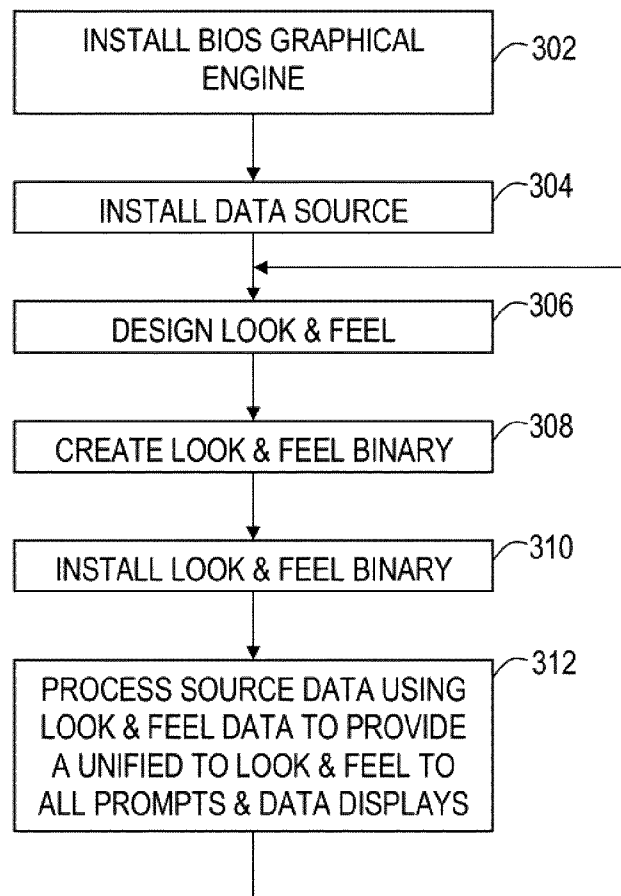 INSTALL BIOS GRAPHICAL
ENGINE
302
INSTALL DATA SOURCE
304
DESIGN LOOK & FEEL
306
CREATE LOOK & FEEL BINARY
308
INSTALL LOOK & FEEL BINARY
310
PROCESS SOURCE DATA USING
LOOK & FEEL DATA TO PROVIDE
A UNIFIED TO LOOK & FEEL TO
ALL PROMPTS & DATA DISPLAYS
312